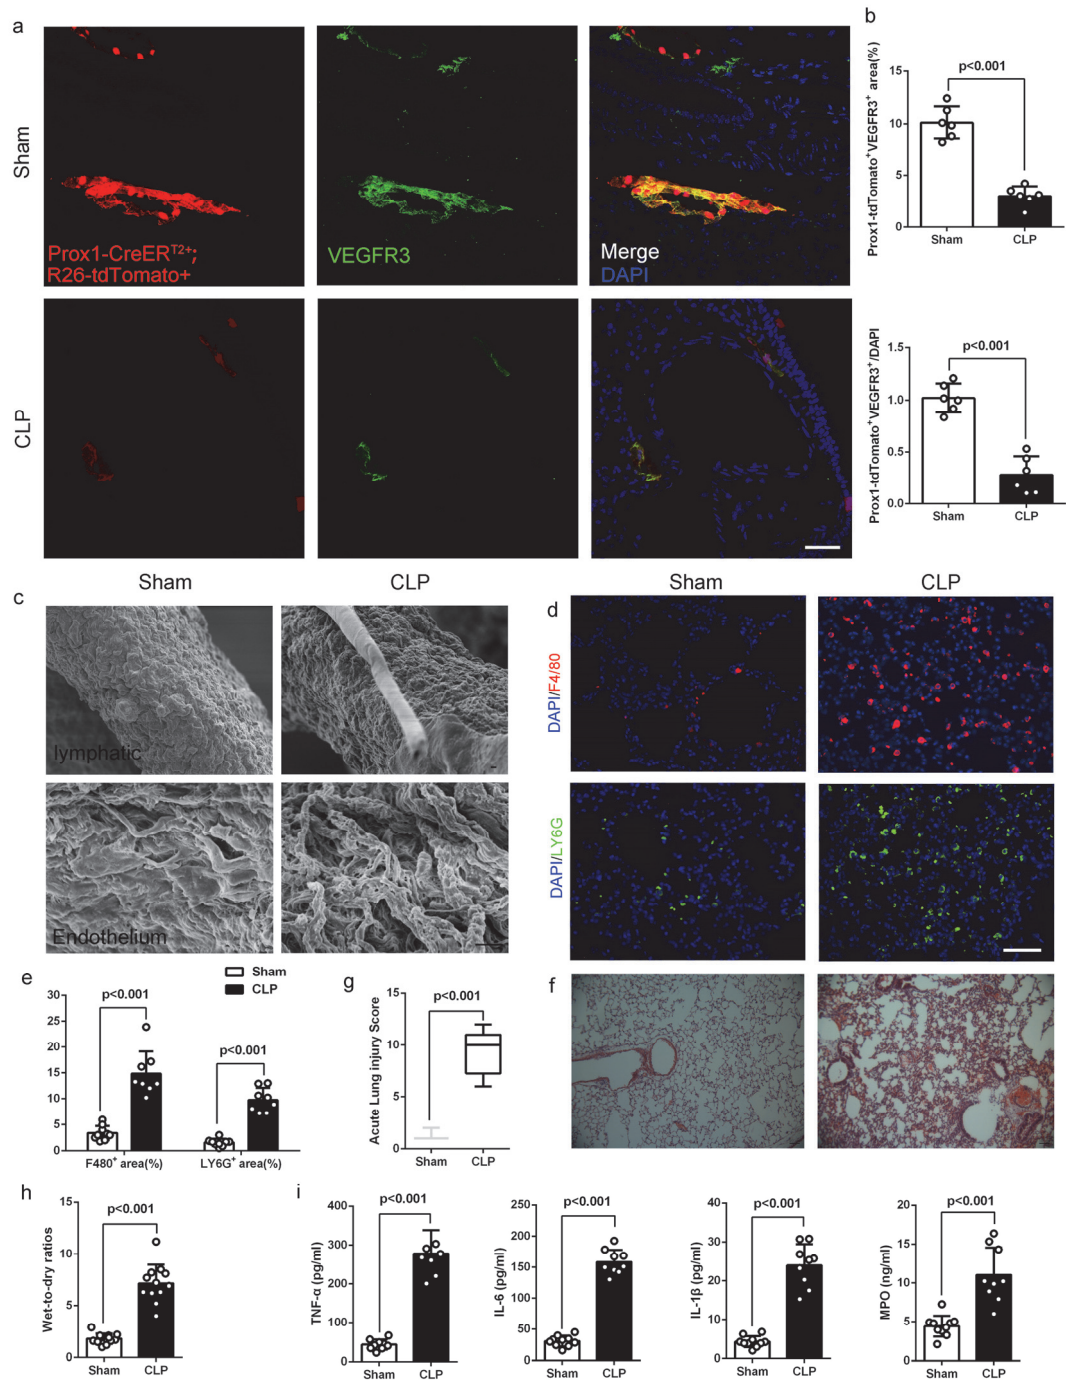 a
b
Sham
Prox1-CreERT2+;
R26-tdTomato+
VEGFR3
Merge
DAPI
CLP
Prox1-tdTomato+VEGFR3+ area(%)
15
10
5
0
p<0.001
Sham CLP
Prox1-tdTomato+VEGFR3+/DAPI
1.5
1.0
0.5
0.0
p<0.001
Sham CLP
c
Sham CLP
lymphatic
Endothelium
d
Sham CLP
DAPI/F4/80
DAPI/LY6G
e
Sham
CLP
30
25
20
15
10
5
0
p<0.001
p<0.001
F480+ area(%) LY6G+ area(%)
g
Acute Lung injury Score
15
10
5
0
p<0.001
Sham CLP
f
h
Wet-to-dry ratios
15
10
5
0
p<0.001
Sham CLP
i
TNF-α (pg/ml)
400
300
200
100
0
p<0.001
Sham CLP
IL-6 (pg/ml)
250
200
150
100
50
0
p<0.001
Sham CLP
IL-1β (pg/ml)
40
30
20
10
0
p<0.001
Sham CLP
MPO (ng/ml)
20
15
10
5
0
p<0.001
Sham CLP